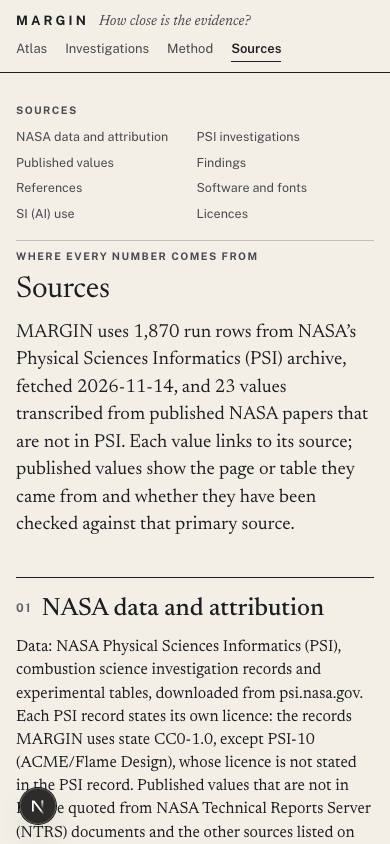 MARGIN How close is the evidence?
Atlas Investigations Method Sources
SOURCES
NASA data and attribution PSI investigations
Published values Findings
References Software and fonts
SI (AI) use Licences
WHERE EVERY NUMBER COMES FROM
Sources
MARGIN uses 1,870 run rows from NASA’s
Physical Sciences Informatics (PSI) archive,
fetched 2026-11-14, and 23 values
transcribed from published NASA papers that
are not in PSI. Each value links to its source;
published values show the page or table they
came from and whether they have been
checked against that primary source.
01 NASA data and attribution
Data: NASA Physical Sciences Informatics (PSI),
combustion science investigation records and
experimental tables, downloaded from psi.nasa.gov.
Each PSI record states its own licence: the records
MARGIN uses state CC0-1.0, except PSI-10
(ACME/Flame Design), whose licence is not stated
in the PSI record. Published values that are not in
quoted from NASA Technical Reports Server
(NTRS) documents and the other sources listed on
N